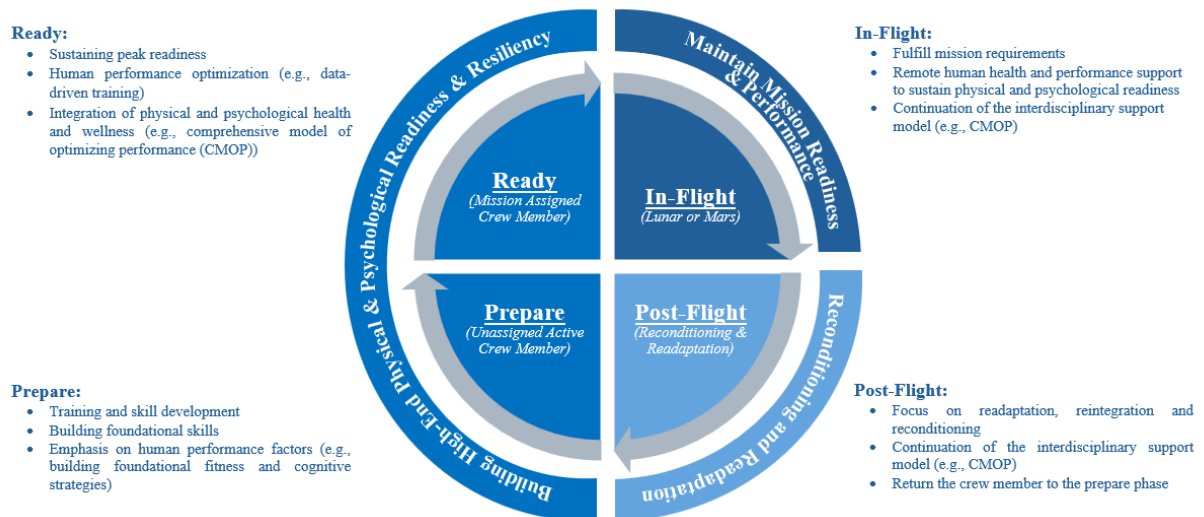 Ready:
• Sustaining peak readiness
• Human performance optimization (e.g., data-
driven training)
• Integration of physical and psychological health
and wellness (e.g., comprehensive model of
optimizing performance (CMOP))
Building High-End Physical & Psychological Readiness & Resiliency
Maintain Mission Readiness
& Performance
In-Flight:
• Fulfill mission requirements
• Remote human health and performance support
to sustain physical and psychological readiness
• Continuation of the interdisciplinary support
model (e.g., CMOP)
Ready
(Mission Assigned
Crew Member)
In-Flight
(Lunar or Mars)
Prepare
(Unassigned Active
Crew Member)
Post-Flight
(Reconditioning &
Readaptation)
Reconditioning and Readaptation
Prepare:
• Training and skill development
• Building foundational skills
• Emphasis on human performance factors (e.g.,
building foundational fitness and cognitive
strategies)
Post-Flight:
• Focus on readaptation, reintegration and
reconditioning
• Continuation of the interdisciplinary support
model (e.g., CMOP)
• Return the crew member to the prepare phase